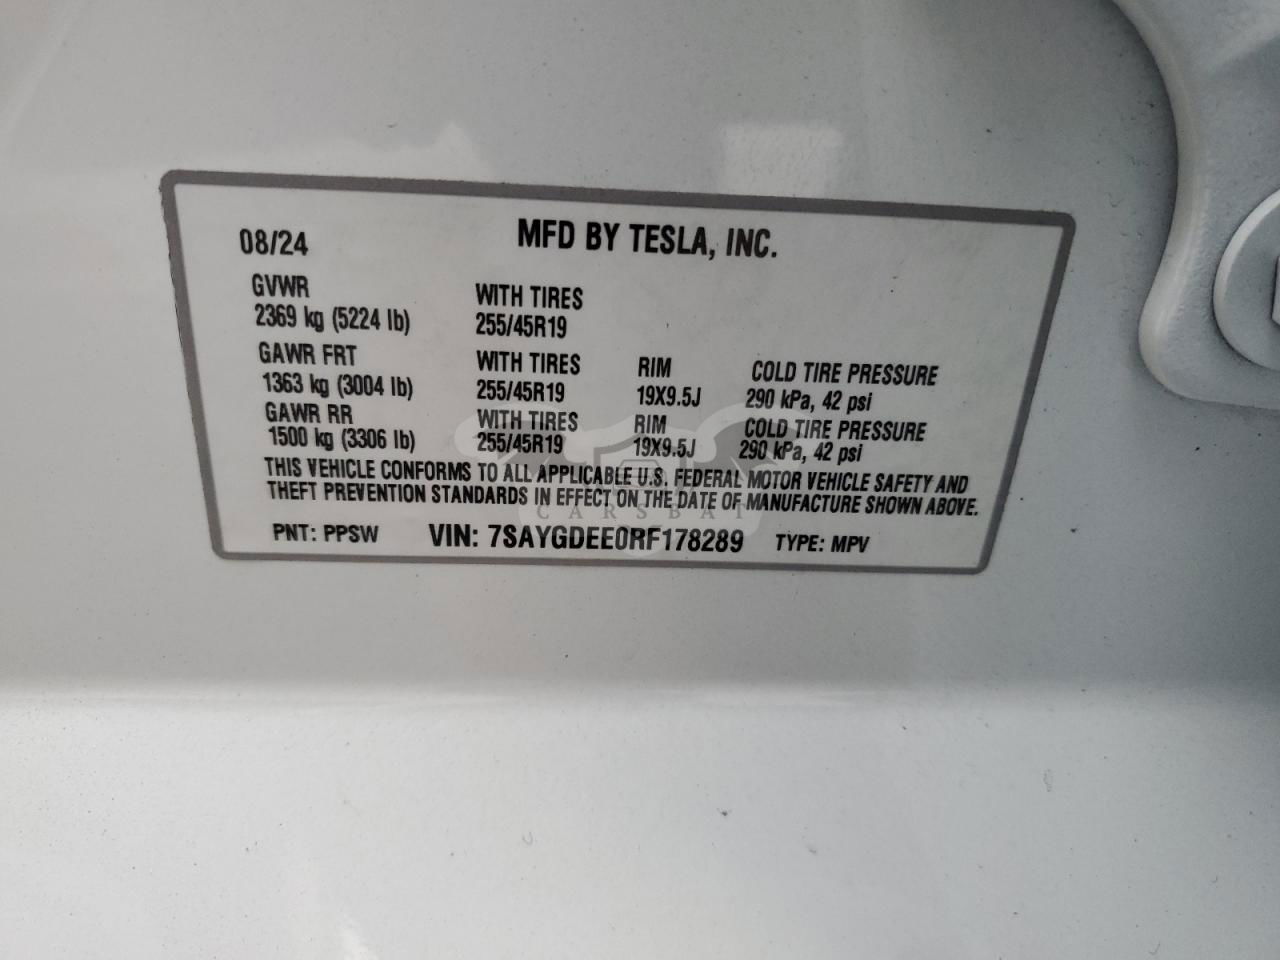 08/24 MFD BY TESLA, INC.
GVWR WITH TIRES
2369 kg (5224 lb) 255/45R19
GAWR FRT WITH TIRES RIM COLD TIRE PRESSURE
1363 kg (3004 lb) 255/45R19 19X9.5J 290 kPa, 42 psi
GAWR RR WITH TIRES RIM COLD TIRE PRESSURE
1500 kg (3306 lb) 255/45R19 19X9.5J 290 kPa, 42 psi
THIS VEHICLE CONFORMS TO ALL APPLICABLE U.S. FEDERAL MOTOR VEHICLE SAFETY AND
THEFT PREVENTION STANDARDS IN EFFECT ON THE DATE OF MANUFACTURE SHOWN ABOVE.
CARSBAT
PNT: PPSW VIN: 7SAYGDEE0RF178289 TYPE: MPV